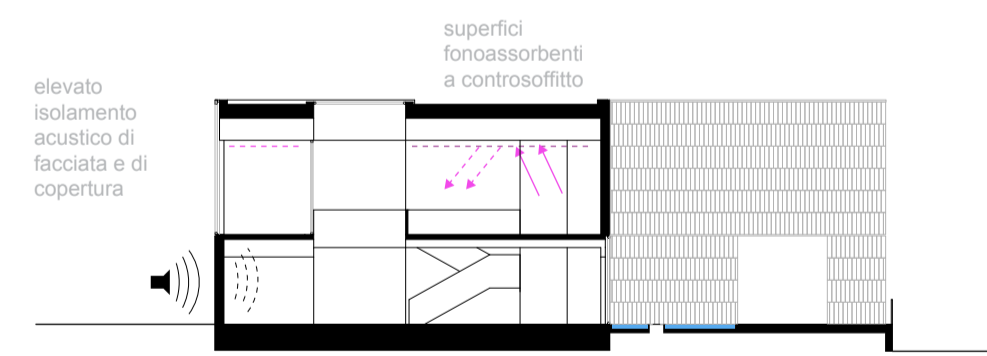 superfici
fonoassorbenti
a controsoffitto
elevato
isolamento
acustico di
facciata e di
copertura